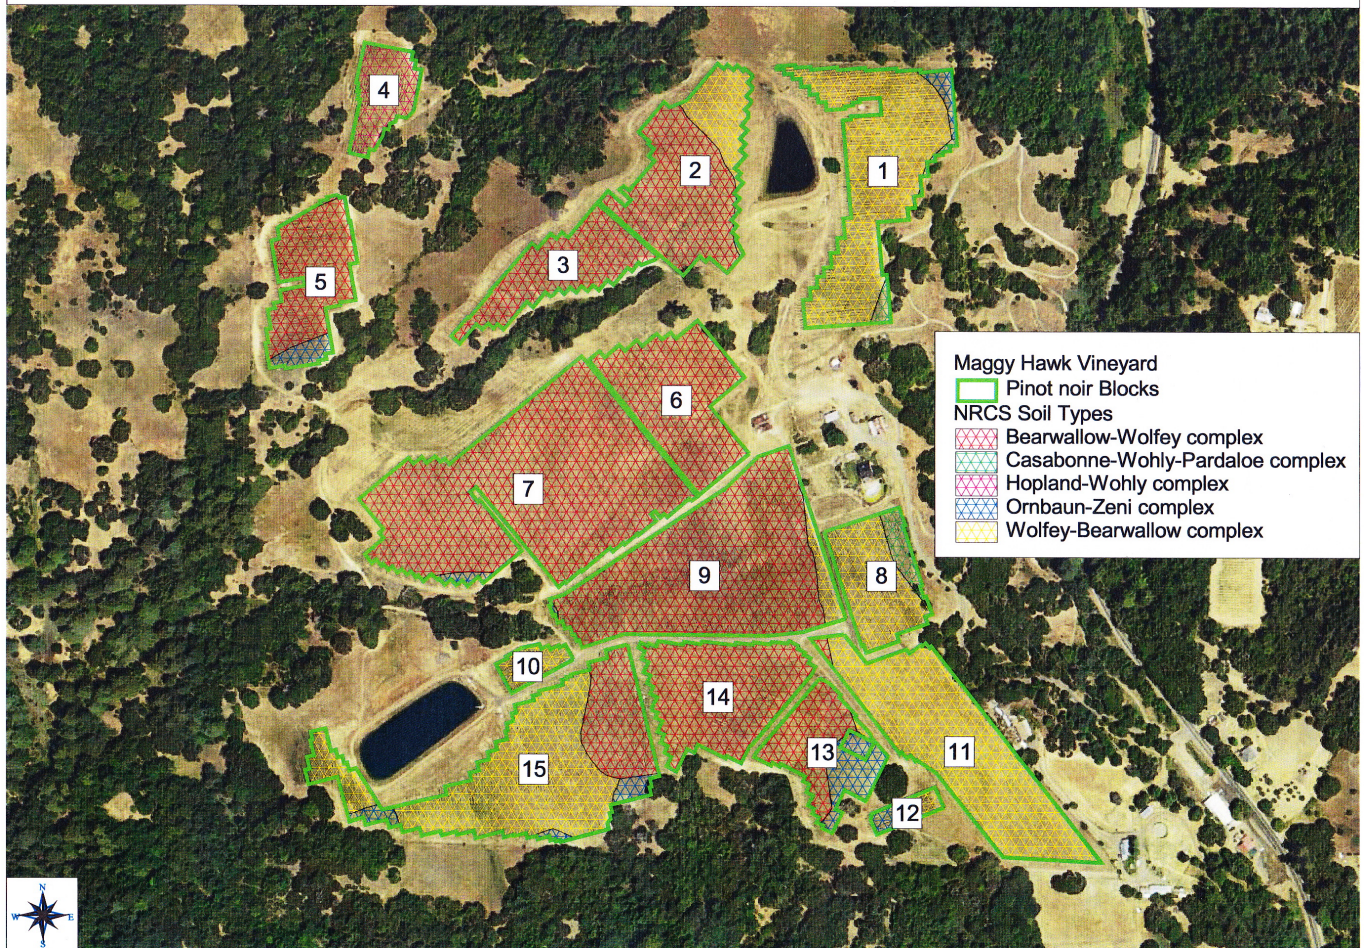 4
2
1
3
5
Maggy Hawk Vineyard
Pinot noir Blocks
NRCS Soil Types
6
Bearwallow-Wolfey complex
Casabonne-Wohly-Pardaloe complex
Hopland-Wohly complex
7
Ornbaun-Zeni complex
Wolfey-Bearwallow complex
9
8
10
14
13
11
15
12
N
W E
S